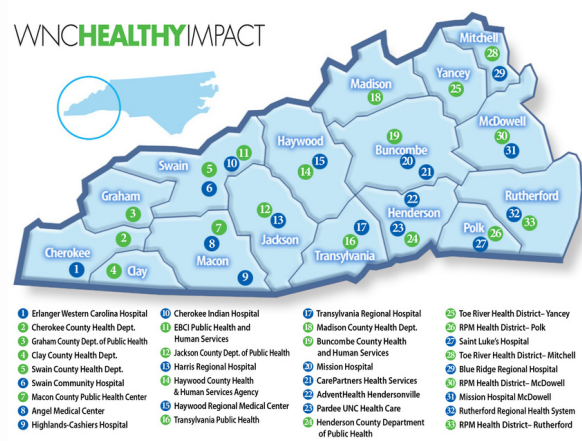 WNCHEALTHYIMPACT
Mitchell
28
29
Yancey
25
Madison
18
McDowell
30
31
Buncombe
19
20
21
Haywood
14
15
Swain
5
10
11
6
Graham
3
Cherokee
2
1
Clay
4
Macon
7
8
9
Jackson
12
13
Transylvania
17
16
Henderson
22
23
24
Polk
26
27
Rutherford
32
33
1 Erlanger Western Carolina Hospital
2 Cherokee County Health Dept.
3 Graham County Dept. of Public Health
4 Clay County Health Dept.
5 Swain County Health Dept.
6 Swain Community Hospital
7 Macon County Public Health Center
8 Angel Medical Center
9 Highlands-Cashiers Hospital
10 Cherokee Indian Hospital
11 EBCI Public Health and
Human Services
12 Jackson County Dept. of Public Health
13 Harris Regional Hospital
14 Haywood County Health
& Human Services Agency
15 Haywood Regional Medical Center
16 Transylvania Public Health
17 Transylvania Regional Hospital
18 Madison County Health Dept.
19 Buncombe County Health
and Human Services
20 Mission Hospital
21 CarePartners Health Services
22 AdventHealth Hendersonville
23 Pardee UNC Health Care
24 Henderson County Department
of Public Health
25 Toe River Health District– Yancey
26 RPM Health District– Polk
27 Saint Luke's Hospital
28 Toe River Health District– Mitchell
29 Blue Ridge Regional Hospital
30 RPM Health District– McDowell
31 Mission Hospital McDowell
32 Rutherford Regional Health System
33 RPM Health District– Rutherford